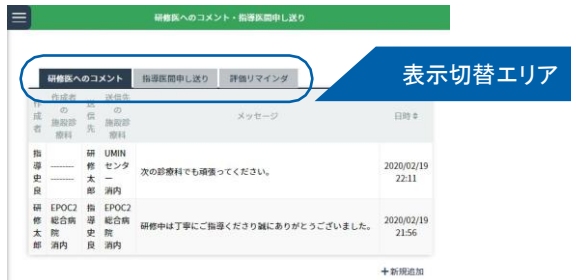 研修医へのコメント・指導医間申し送り
研修医へのコメント 指導医間申し送り 評価リマインダ
表示切替エリア
作成者 作成者の施設診療科 送信先 送信先の施設診療科 メッセージ 日時
指導史良 -------- -------- 研修太郎 UMINセンター 消内 次の診療科でも頑張ってください。 2020/02/19 22:11
研修太郎 EPOC2総合病院 消内 指導史良 EPOC2総合病院 消内 研修中は丁寧にご指導くださり誠にありがとうございました。 2020/02/19 21:56
+新規追加